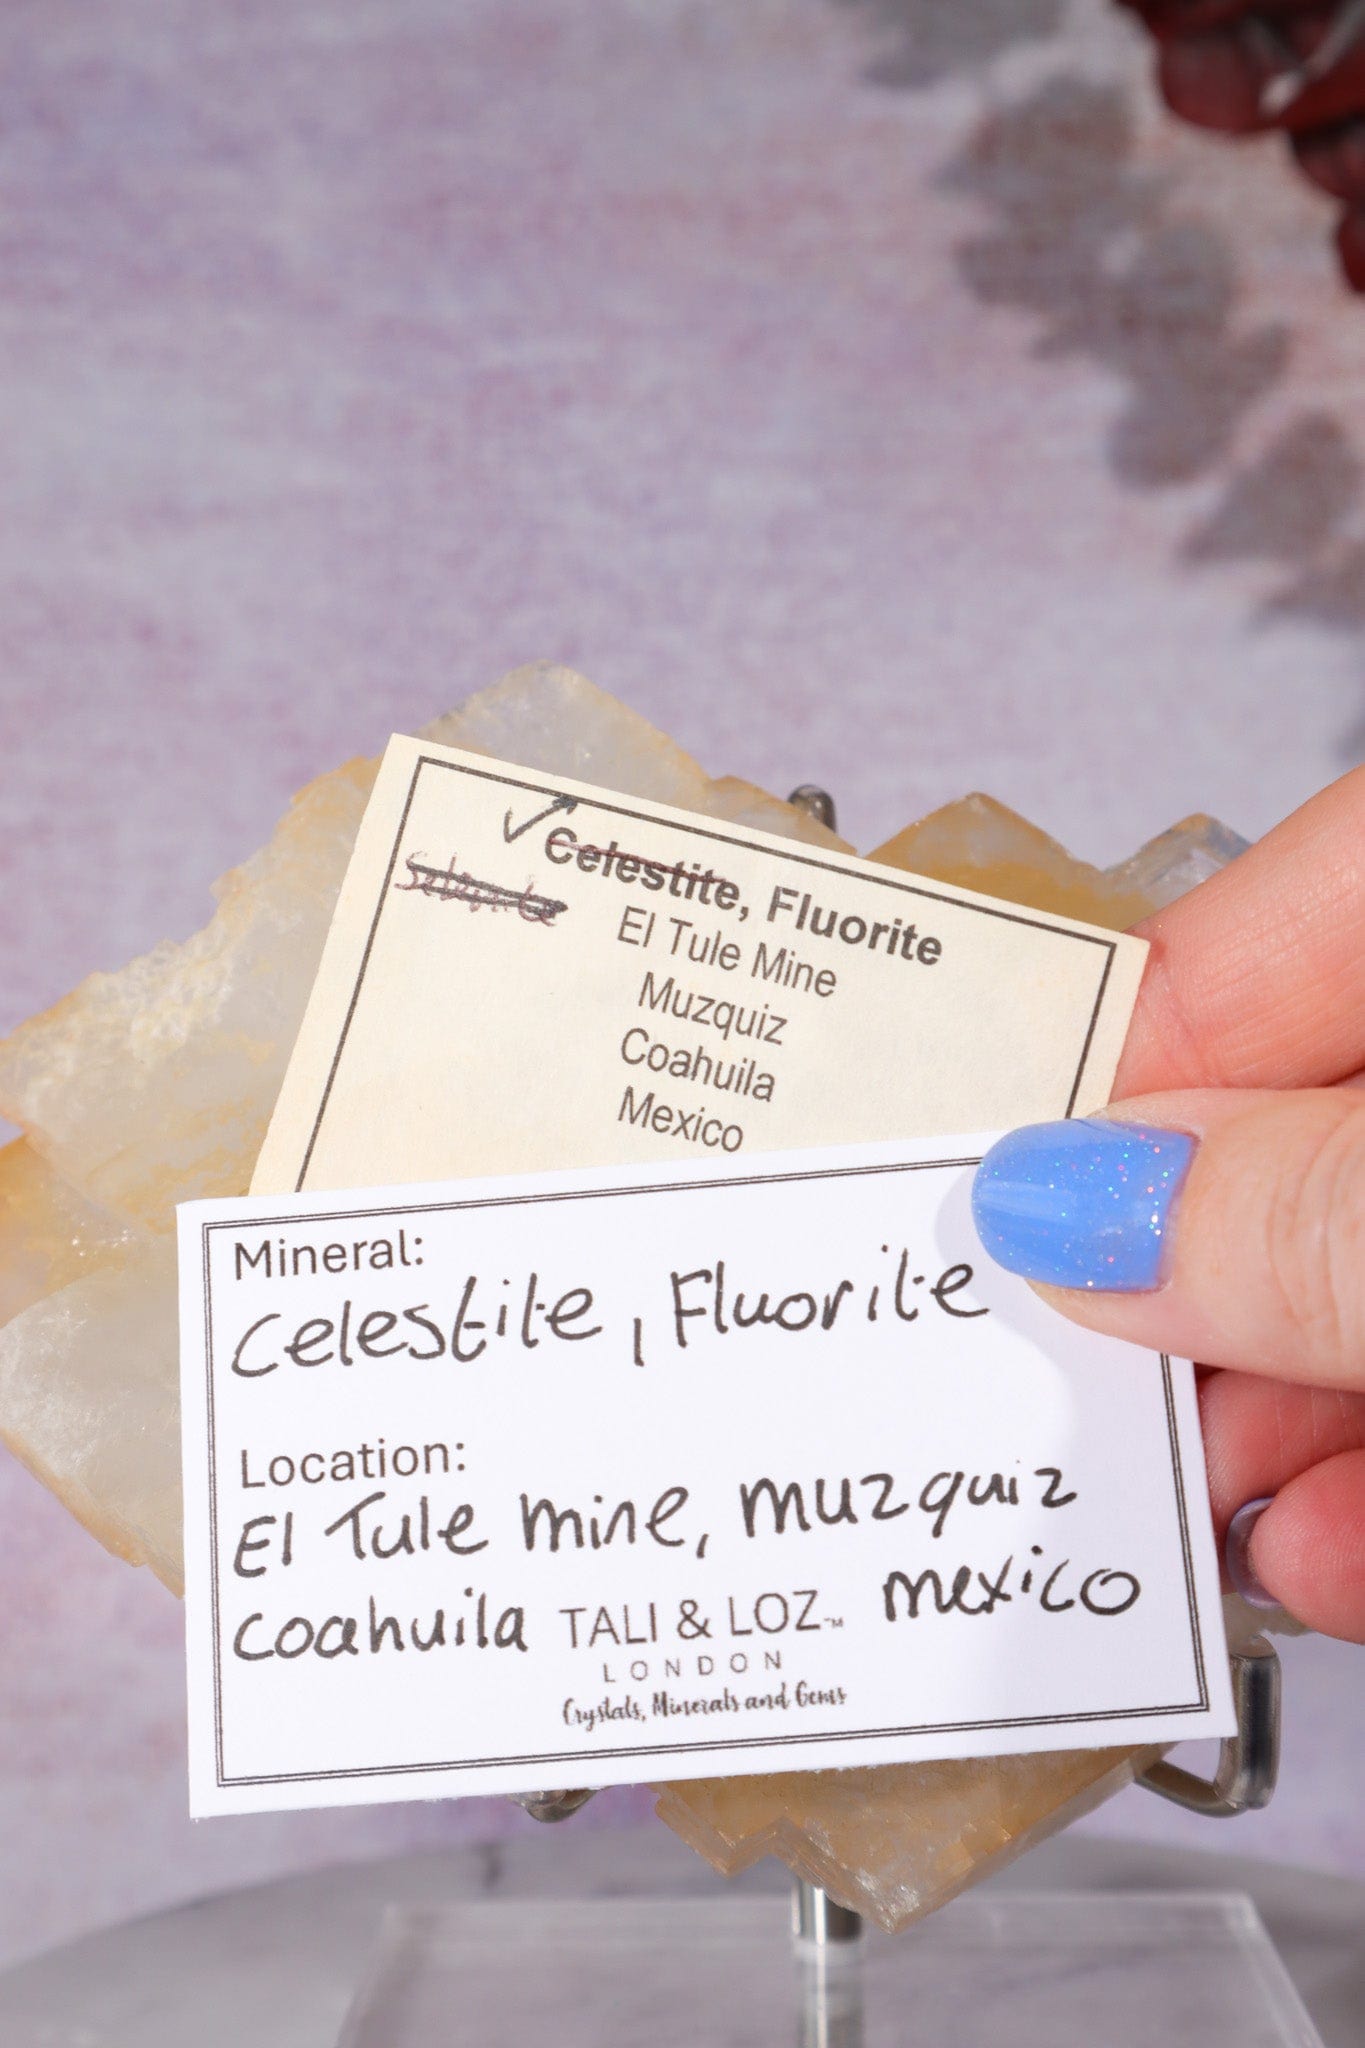 Celestite, Fluorite
El Tule Mine
Muzquiz
Coahuila
Mexico
Mineral:
Celestite, Fluorite
Location:
El Tule mine, muzquiz
coahuila mexico
TALI & LOZ™
LONDON
Crystals, Minerals and Gems